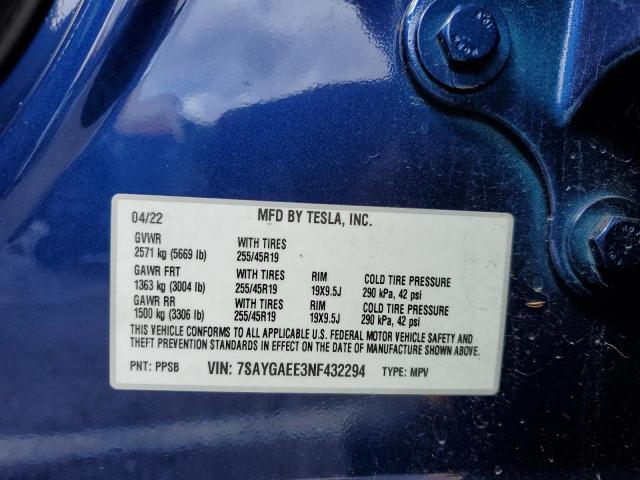 04/22 MFD BY TESLA, INC.
GVWR WITH TIRES
2571 kg (5669 lb) 255/45R19
GAWR FRT WITH TIRES RIM COLD TIRE PRESSURE
1363 kg (3004 lb) 255/45R19 19X9.5J 290 kPa, 42 psi
GAWR RR WITH TIRES RIM COLD TIRE PRESSURE
1500 kg (3306 lb) 255/45R19 19X9.5J 290 kPa, 42 psi
THIS VEHICLE CONFORMS TO ALL APPLICABLE U.S. FEDERAL MOTOR VEHICLE SAFETY AND
THEFT PREVENTION STANDARDS IN EFFECT ON THE DATE OF MANUFACTURE SHOWN ABOVE.
PNT: PPSB VIN: 7SAYGAEE3NF432294 TYPE: MPV